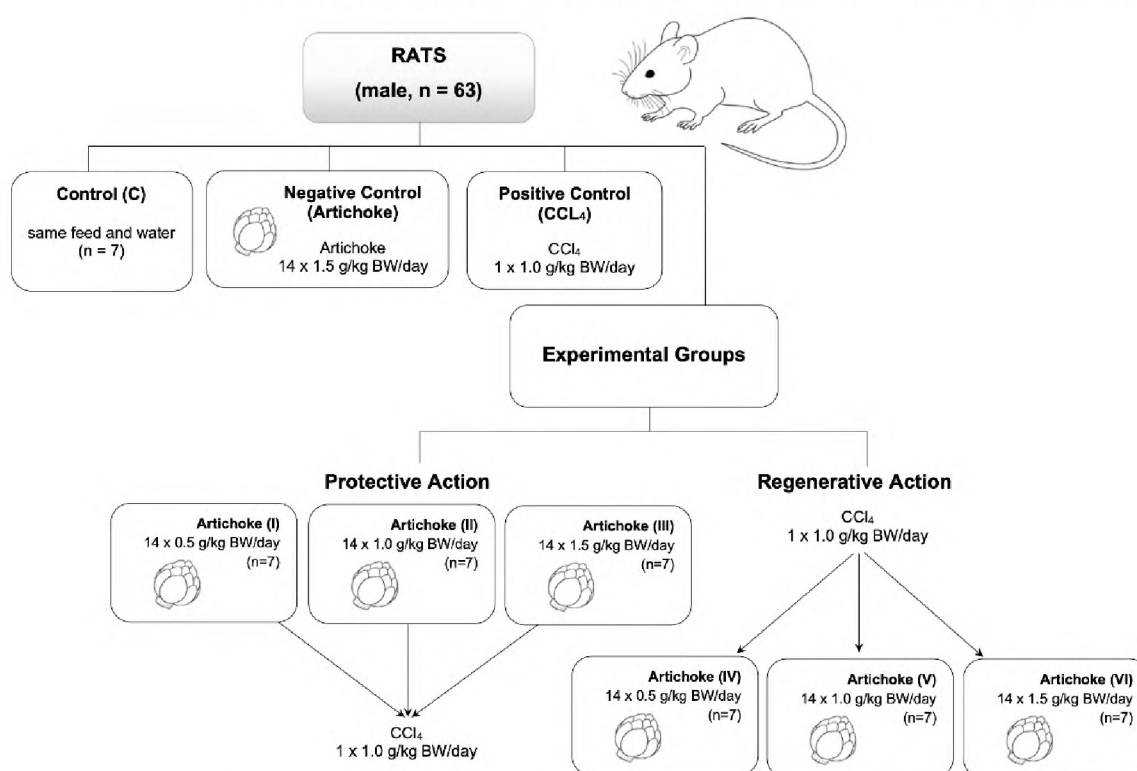 RATS
(male, n = 63)
Control (C)
same feed and water
(n = 7)
Negative Control
(Artichoke)
Artichoke
14 x 1.5 g/kg BW/day
Positive Control
(CCL₄)
CCl₄
1 x 1.0 g/kg BW/day
Experimental Groups
Protective Action
Artichoke (I)
14 x 0.5 g/kg BW/day
(n=7)
Artichoke (II)
14 x 1.0 g/kg BW/day
(n=7)
Artichoke (III)
14 x 1.5 g/kg BW/day
(n=7)
CCl₄
1 x 1.0 g/kg BW/day
Regenerative Action
CCl₄
1 x 1.0 g/kg BW/day
Artichoke (IV)
14 x 0.5 g/kg BW/day
(n=7)
Artichoke (V)
14 x 1.0 g/kg BW/day
(n=7)
Artichoke (VI)
14 x 1.5 g/kg BW/day
(n=7)